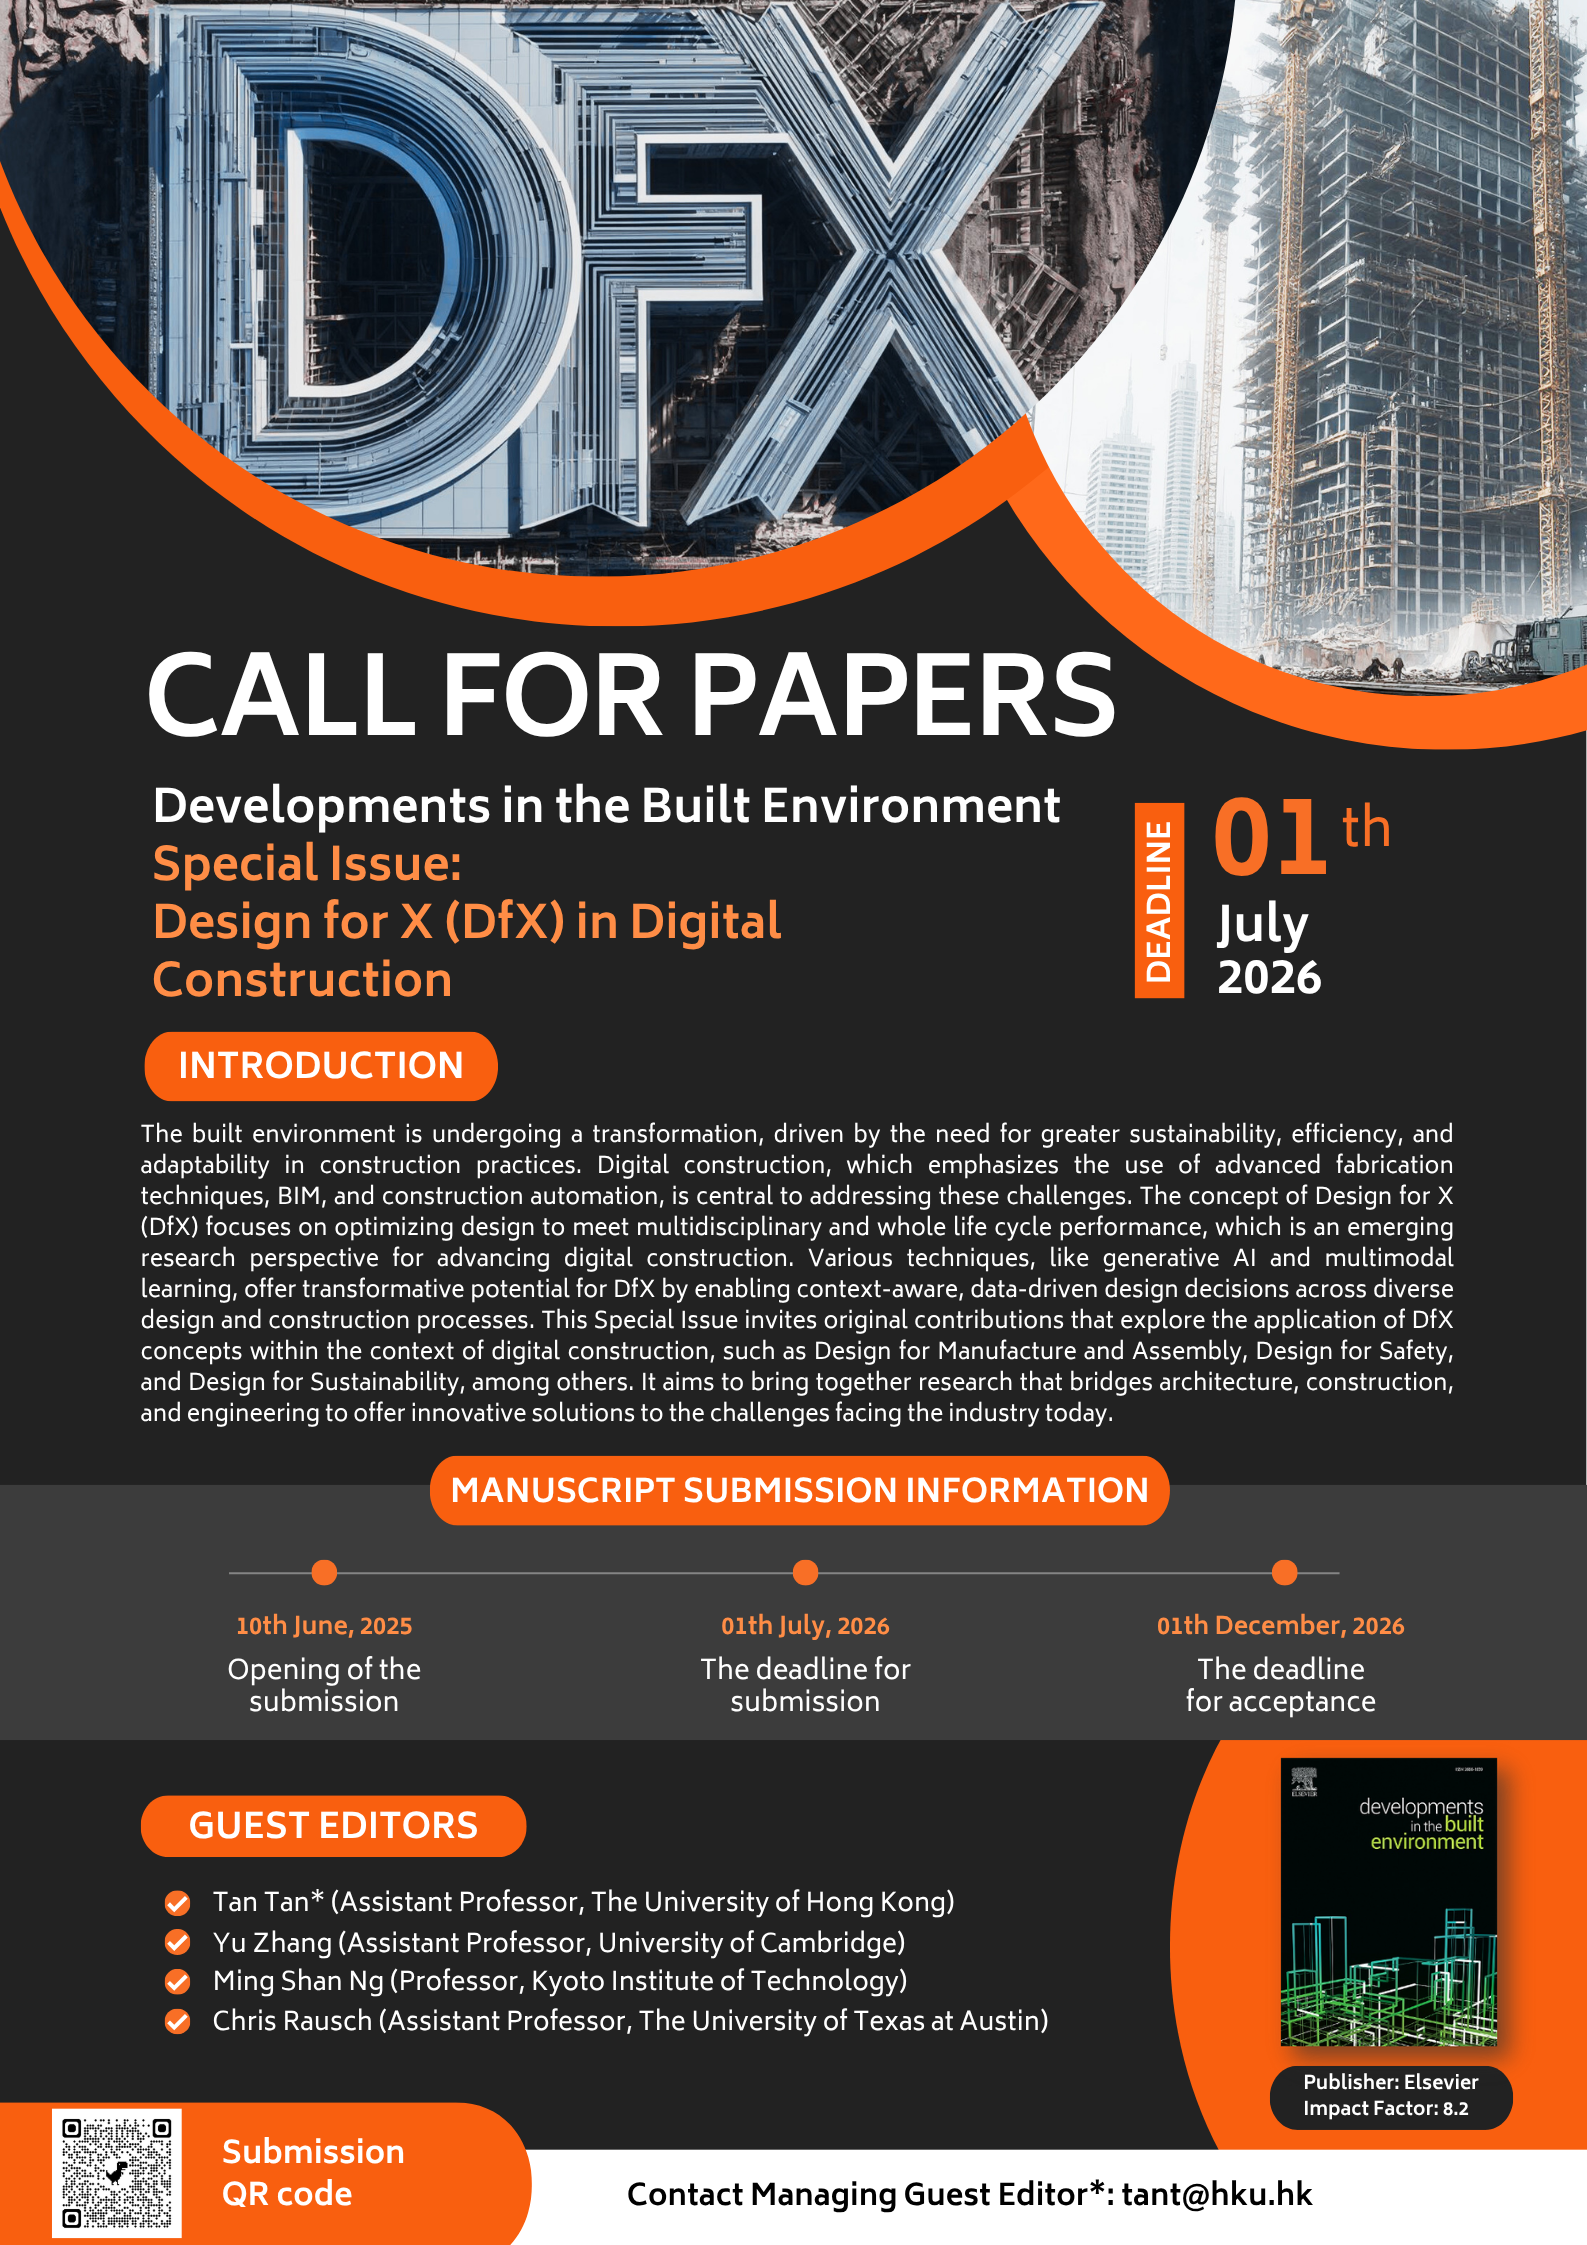 DFX
CALL FOR PAPERS
Developments in the Built Environment
Special Issue:
Design for X (DfX) in Digital
Construction
DEADLINE
01 th
July
2026
INTRODUCTION
The built environment is undergoing a transformation, driven by the need for greater sustainability, efficiency, and
adaptability in construction practices. Digital construction, which emphasizes the use of advanced fabrication
techniques, BIM, and construction automation, is central to addressing these challenges. The concept of Design for X
(DfX) focuses on optimizing design to meet multidisciplinary and whole life cycle performance, which is an emerging
research perspective for advancing digital construction. Various techniques, like generative AI and multimodal
learning, offer transformative potential for DfX by enabling context-aware, data-driven design decisions across diverse
design and construction processes. This Special Issue invites original contributions that explore the application of DfX
concepts within the context of digital construction, such as Design for Manufacture and Assembly, Design for Safety,
and Design for Sustainability, among others. It aims to bring together research that bridges architecture, construction,
and engineering to offer innovative solutions to the challenges facing the industry today.
MANUSCRIPT SUBMISSION INFORMATION
10th June, 2025
Opening of the
submission
01th July, 2026
The deadline for
submission
01th December, 2026
The deadline
for acceptance
GUEST EDITORS
Tan Tan* (Assistant Professor, The University of Hong Kong)
Yu Zhang (Assistant Professor, University of Cambridge)
Ming Shan Ng (Professor, Kyoto Institute of Technology)
Chris Rausch (Assistant Professor, The University of Texas at Austin)
ELSEVIER
developments
in the built
environment
Publisher: Elsevier
Impact Factor: 8.2
Submission
QR code
Contact Managing Guest Editor*: tant@hku.hk